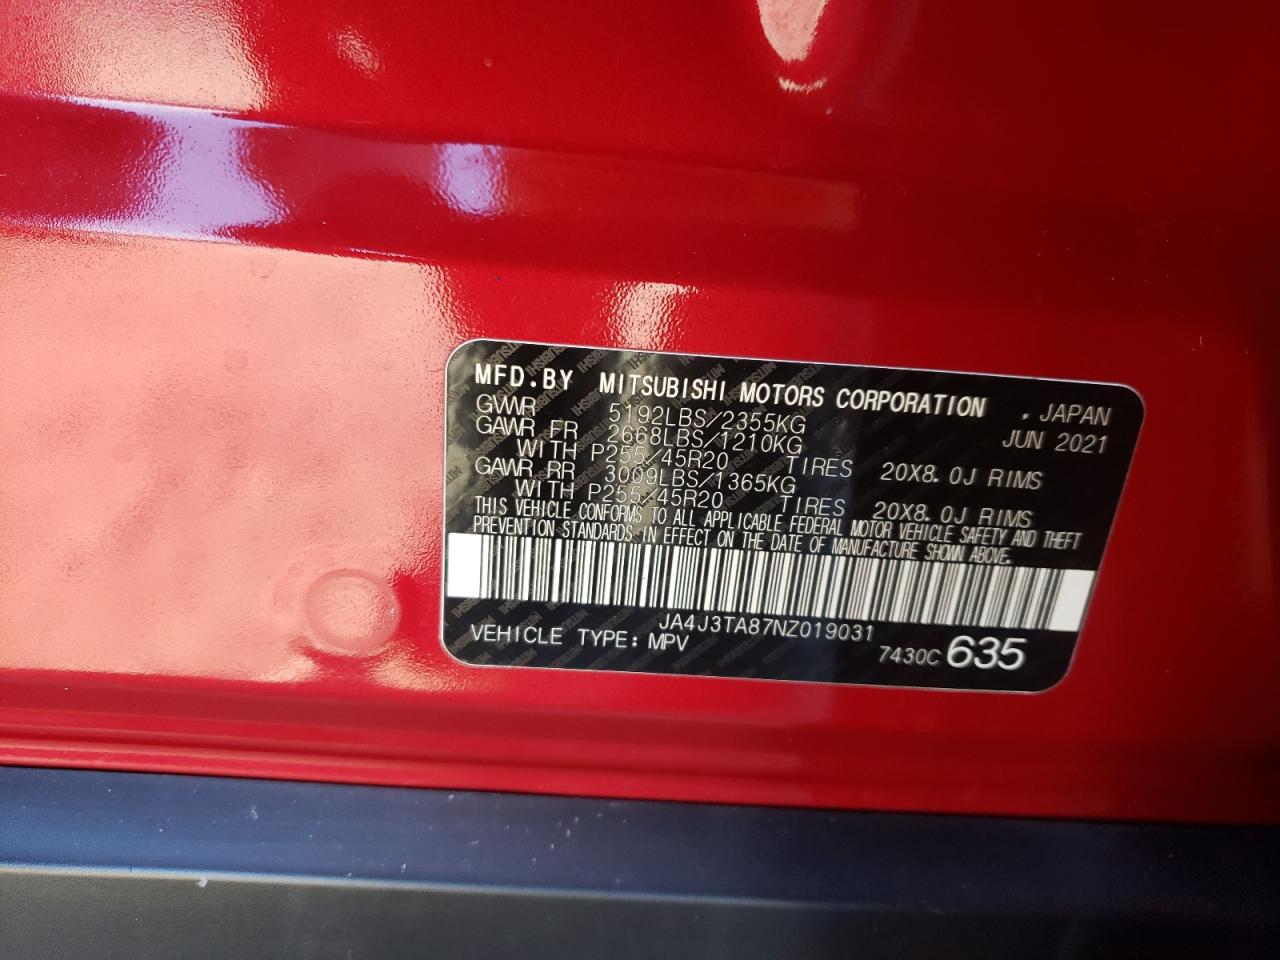 MFD.BY MITSUBISHI MOTORS CORPORATION . JAPAN
GVWR 5192LBS/2355KG JUN 2021
GAWR FR 2668LBS/1210KG
WITH P255/45R20 TIRES 20X8.0J RIMS
GAWR RR 3009LBS/1365KG
WITH P255/45R20 TIRES 20X8.0J RIMS
THIS VEHICLE CONFORMS TO ALL APPLICABLE FEDERAL MOTOR VEHICLE SAFETY AND THEFT
PREVENTION STANDARDS IN EFFECT ON THE DATE OF MANUFACTURE SHOWN ABOVE.
JA4J3TA87NZ019031
VEHICLE TYPE: MPV 7430C 635